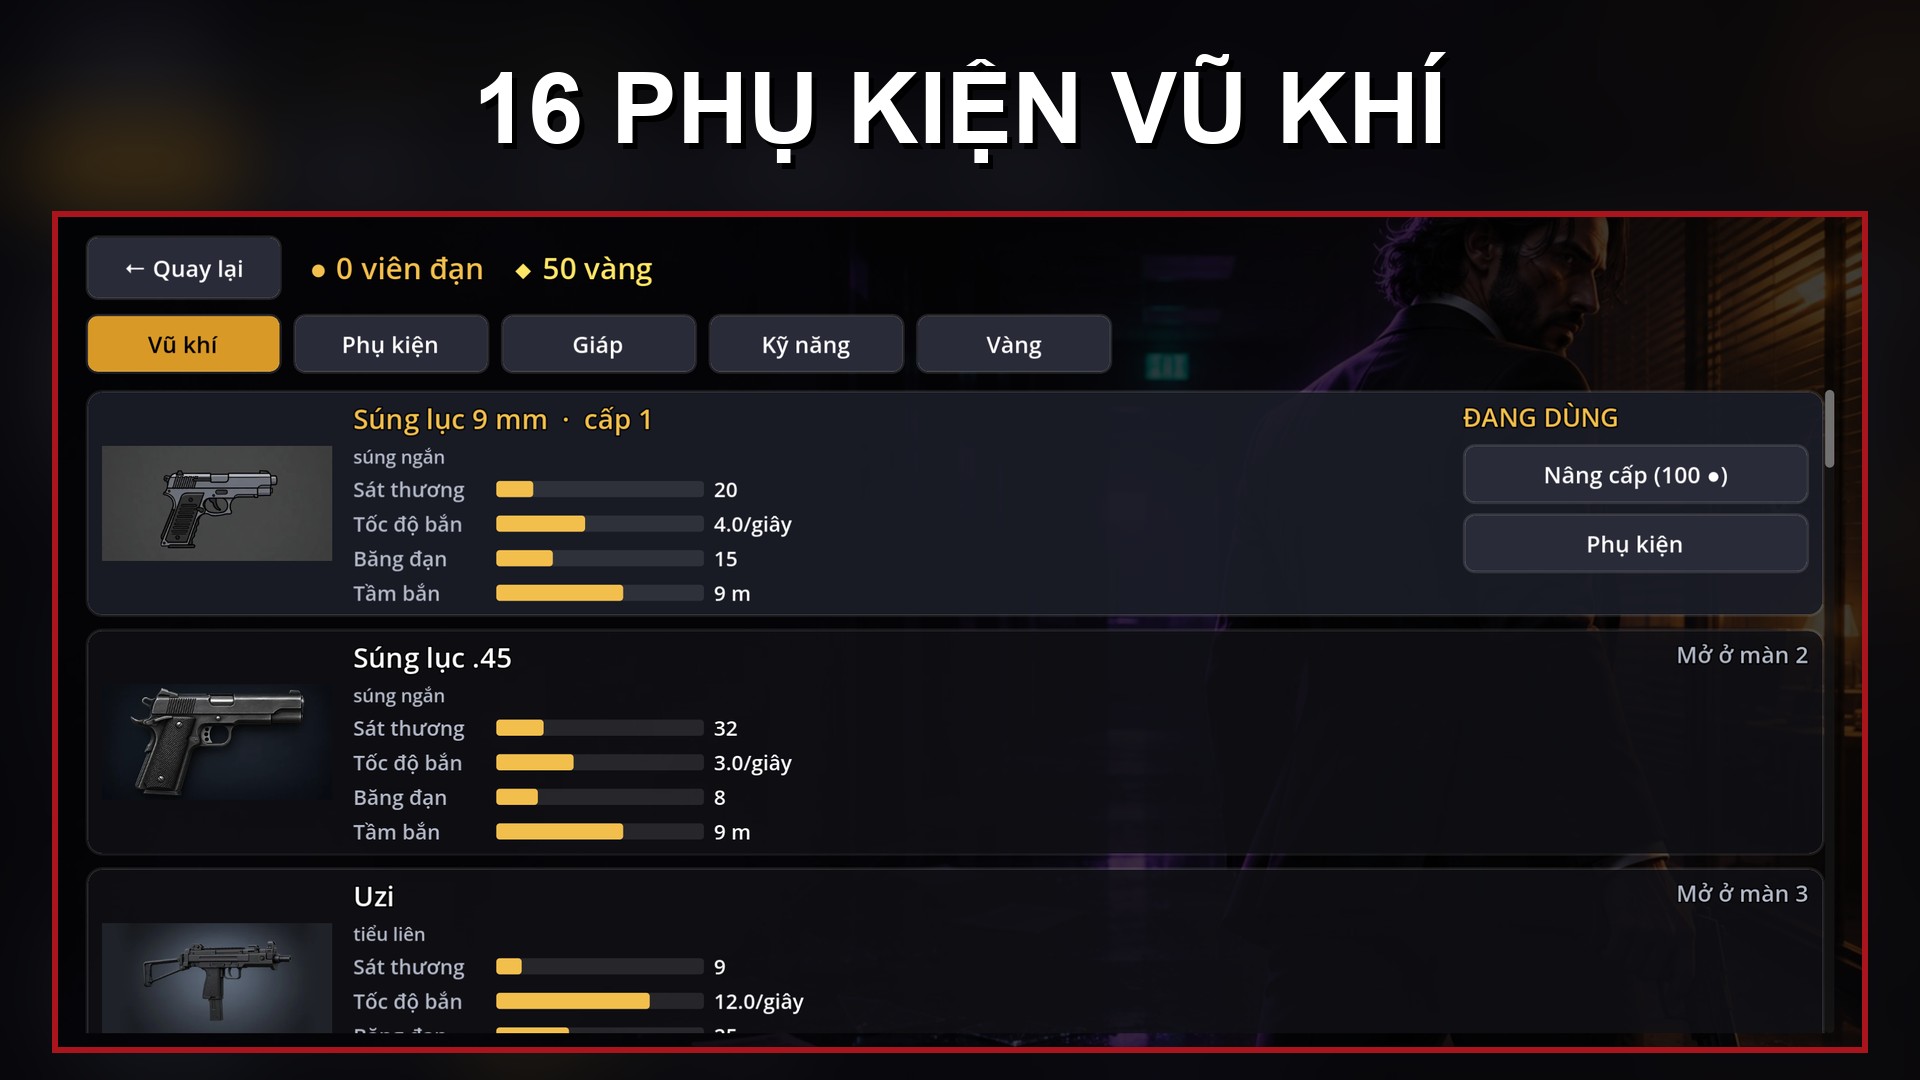 16 PHỤ KIỆN VŨ KHÍ
← Quay lại ● 0 viên đạn ◆ 50 vàng
Vũ khí Phụ kiện Giáp Kỹ năng Vàng
Súng lục 9 mm · cấp 1 ĐANG DÙNG
súng ngắn
Sát thương 20 Nâng cấp (100 ●)
Tốc độ bắn 4.0/giây
Băng đạn 15 Phụ kiện
Tầm bắn 9 m
Súng lục .45 Mở ở màn 2
súng ngắn
Sát thương 32
Tốc độ bắn 3.0/giây
Băng đạn 8
Tầm bắn 9 m
Uzi Mở ở màn 3
tiểu liên
Sát thương 9
Tốc độ bắn 12.0/giây